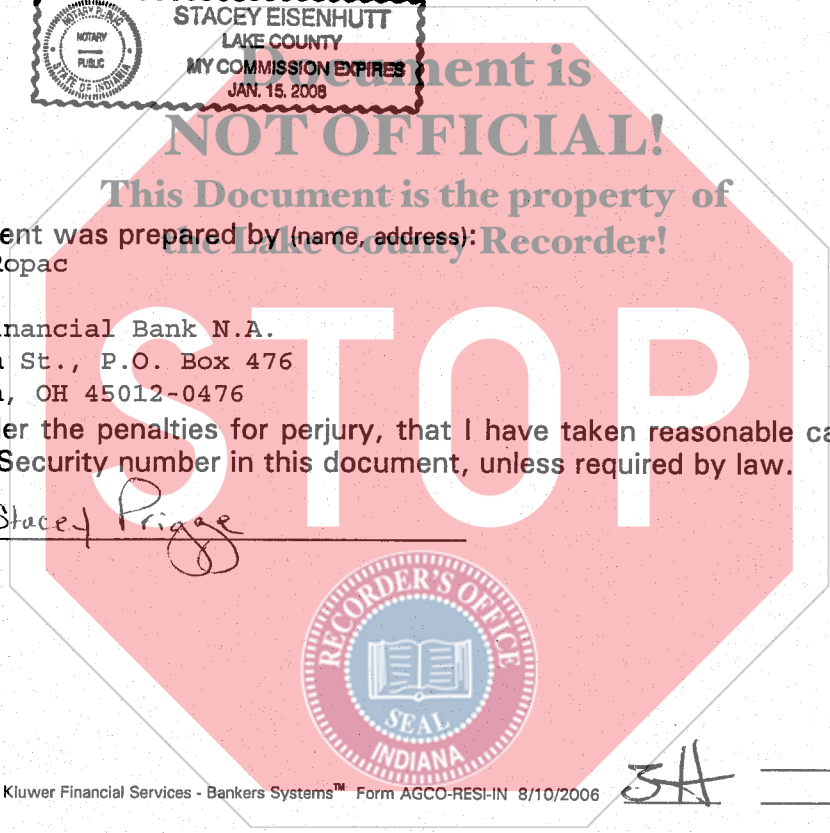 STACEY EISENHUTT
NOTARY PUBLIC
NOTARY
PUBLIC
STATE OF INDIANA
LAKE COUNTY
MY COMMISSION EXPIRES
JAN. 15, 2008
Document is
NOT OFFICIAL!
This Document is the property of
the Lake County Recorder!
ent was prepared by (name, address):
Ropac
nancial Bank N.A.
St., P.O. Box 476
, OH 45012-0476
er the penalties for perjury, that I have taken reasonable ca
Security number in this document, unless required by law.
STOP
Stacey Prigge
RECORDER'S OFFICE
SEAL
INDIANA
Kluwer Financial Services - Bankers Systems™ Form AGCO-RESI-IN 8/10/2006